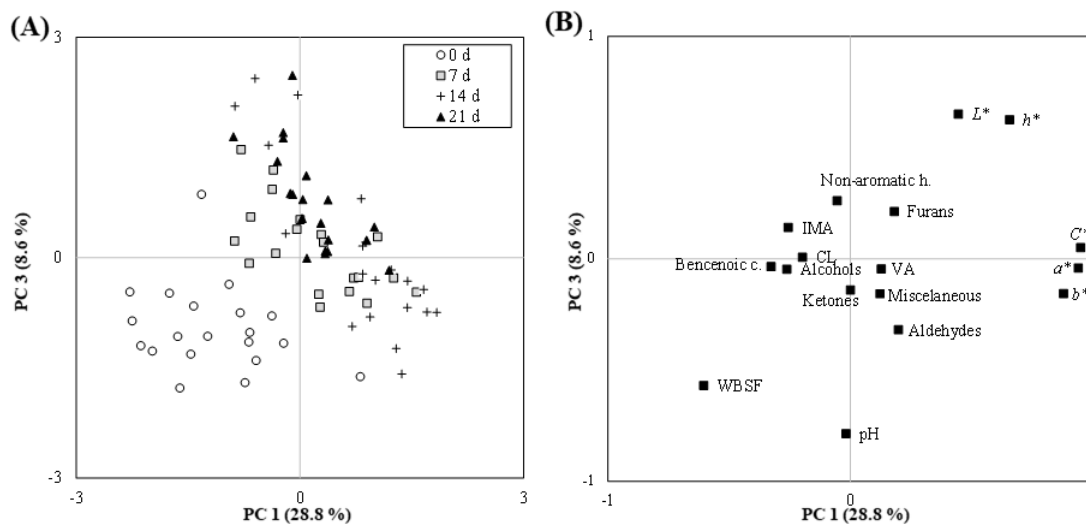 (A)
3
0 d
7 d
14 d
21 d
PC 3 (8.6 %)
0
-3
-3
0
3
PC 1 (28.8 %)
(B)
1
L*
h*
Non-aromatic h.
Furans
IMA
C*
PC 3 (8.6 %)
0
CL
Bencenoic c.
Alcohols
VA
a*
Ketones
Miscelaneous
b*
Aldehydes
WBSF
pH
-1
-1
0
PC 1 (28.8 %)